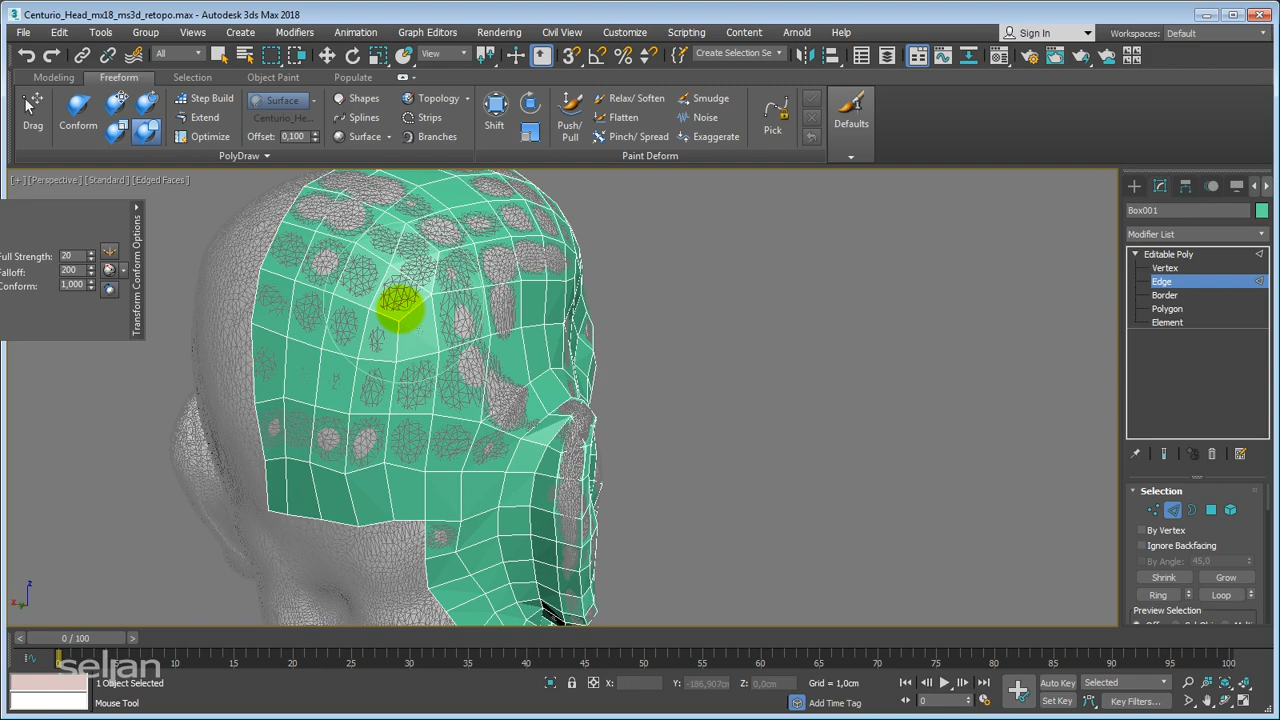 Centurio_Head_mx18_ms3d_retopo.max - Autodesk 3ds Max 2018
File Edit Tools Group Views Create Modifiers Animation Graph Editors Rendering Civil View Customize Scripting Content Arnold Help Sign In Workspaces: Default
All View Create Selection Se
Modeling Freeform Selection Object Paint Populate
Drag Conform Step Build Extend Optimize
Surface Centurio_He... Offset: 0,100
Shapes Splines Surface
Topology Strips Branches
Shift Push/Pull
Relax/ Soften Flatten Pinch/ Spread
Smudge Noise Exaggerate
Pick Defaults
PolyDraw Paint Deform
[+] [Perspective] [Standard] [Edged Faces]
Full Strength: 20
Falloff: 200
Conform: 1,000
Transform Conform Options
Box001
Modifier List
Editable Poly
Vertex
Edge
Border
Polygon
Element
Selection
By Vertex
Ignore Backfacing
By Angle: 45,0
Shrink Grow
Ring Loop
Preview Selection
0 / 100
0 5 10 15 20 25 30 35 40 45 50 55 60 65 70 75 80 85 90 95 100
seljan
1 Object Selected
X: Y: -186,907cm Z: 0,0cm Grid = 1,0cm
Auto Key Selected
Mouse Tool
Add Time Tag
0
Set Key Key Filters...